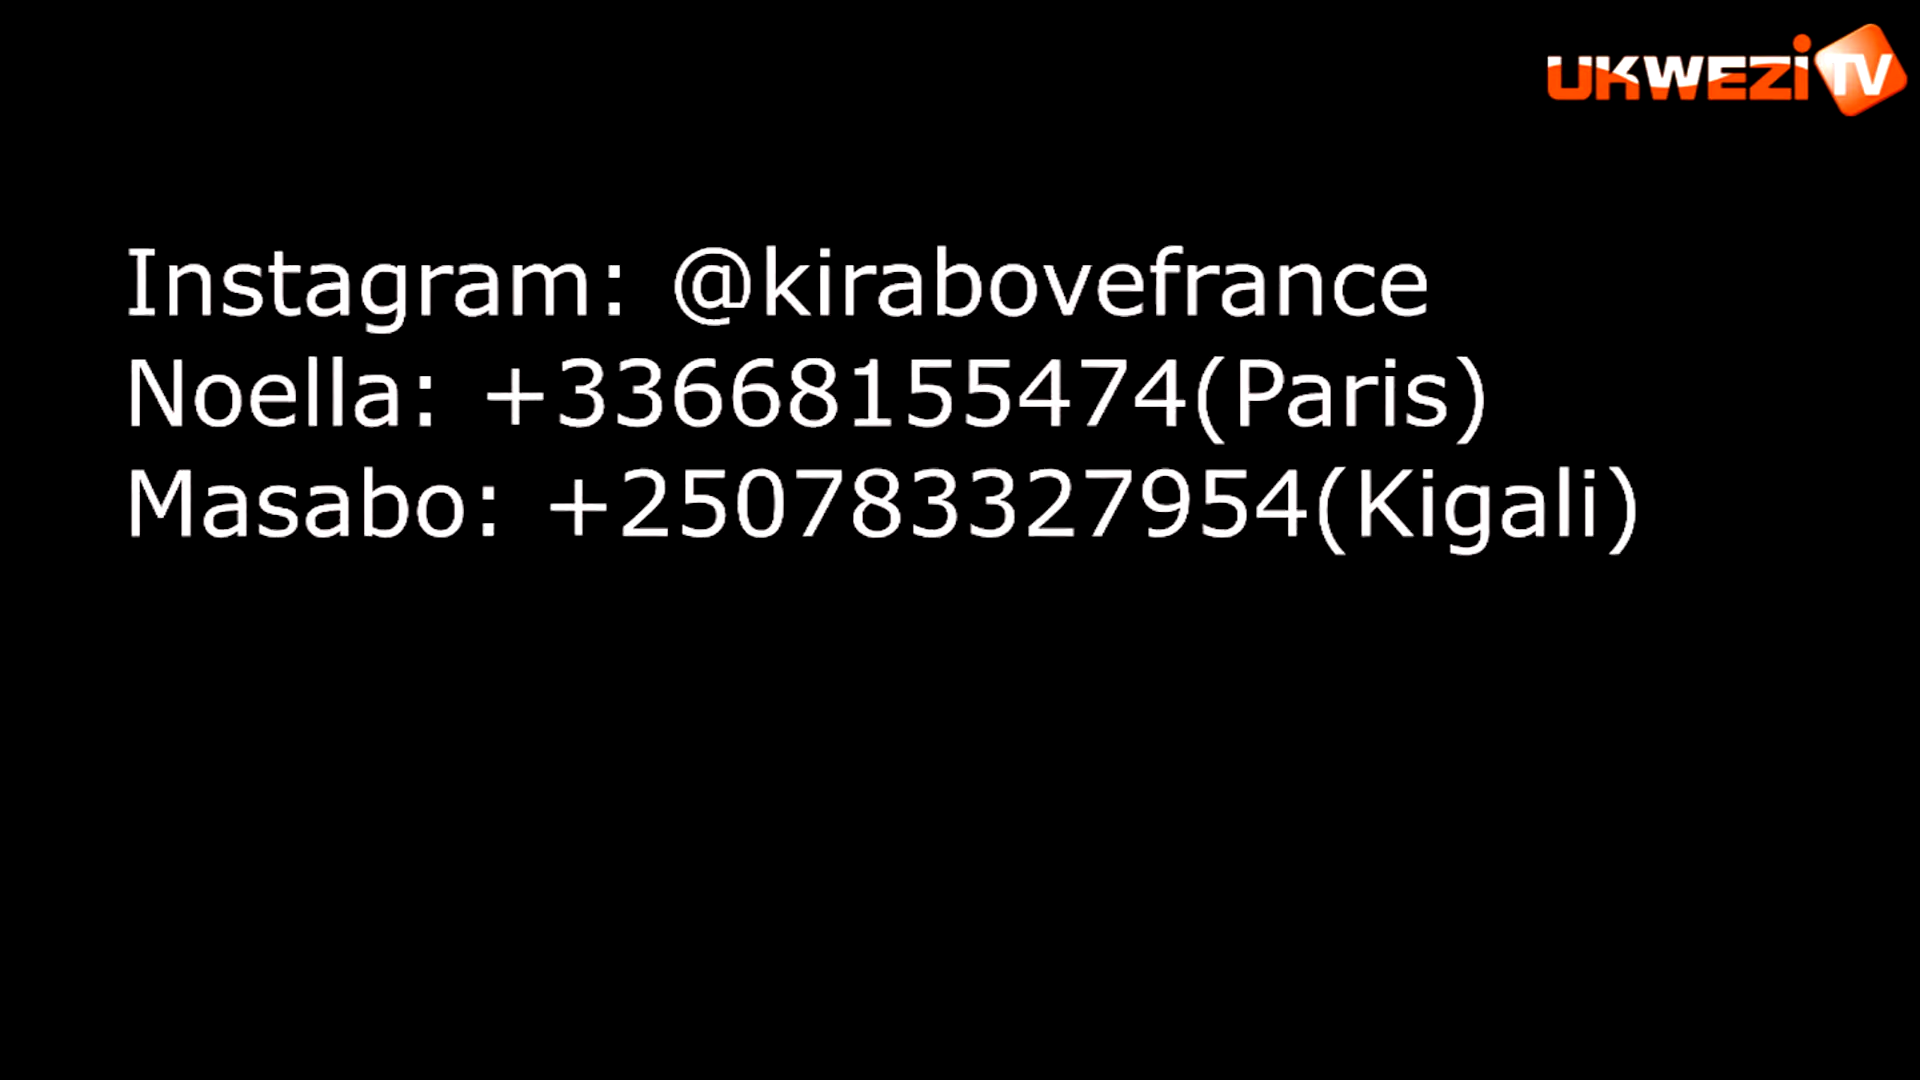 UKWEZI TV
Instagram: @kirabovefrance
Noella: +33668155474(Paris)
Masabo: +250783327954(Kigali)